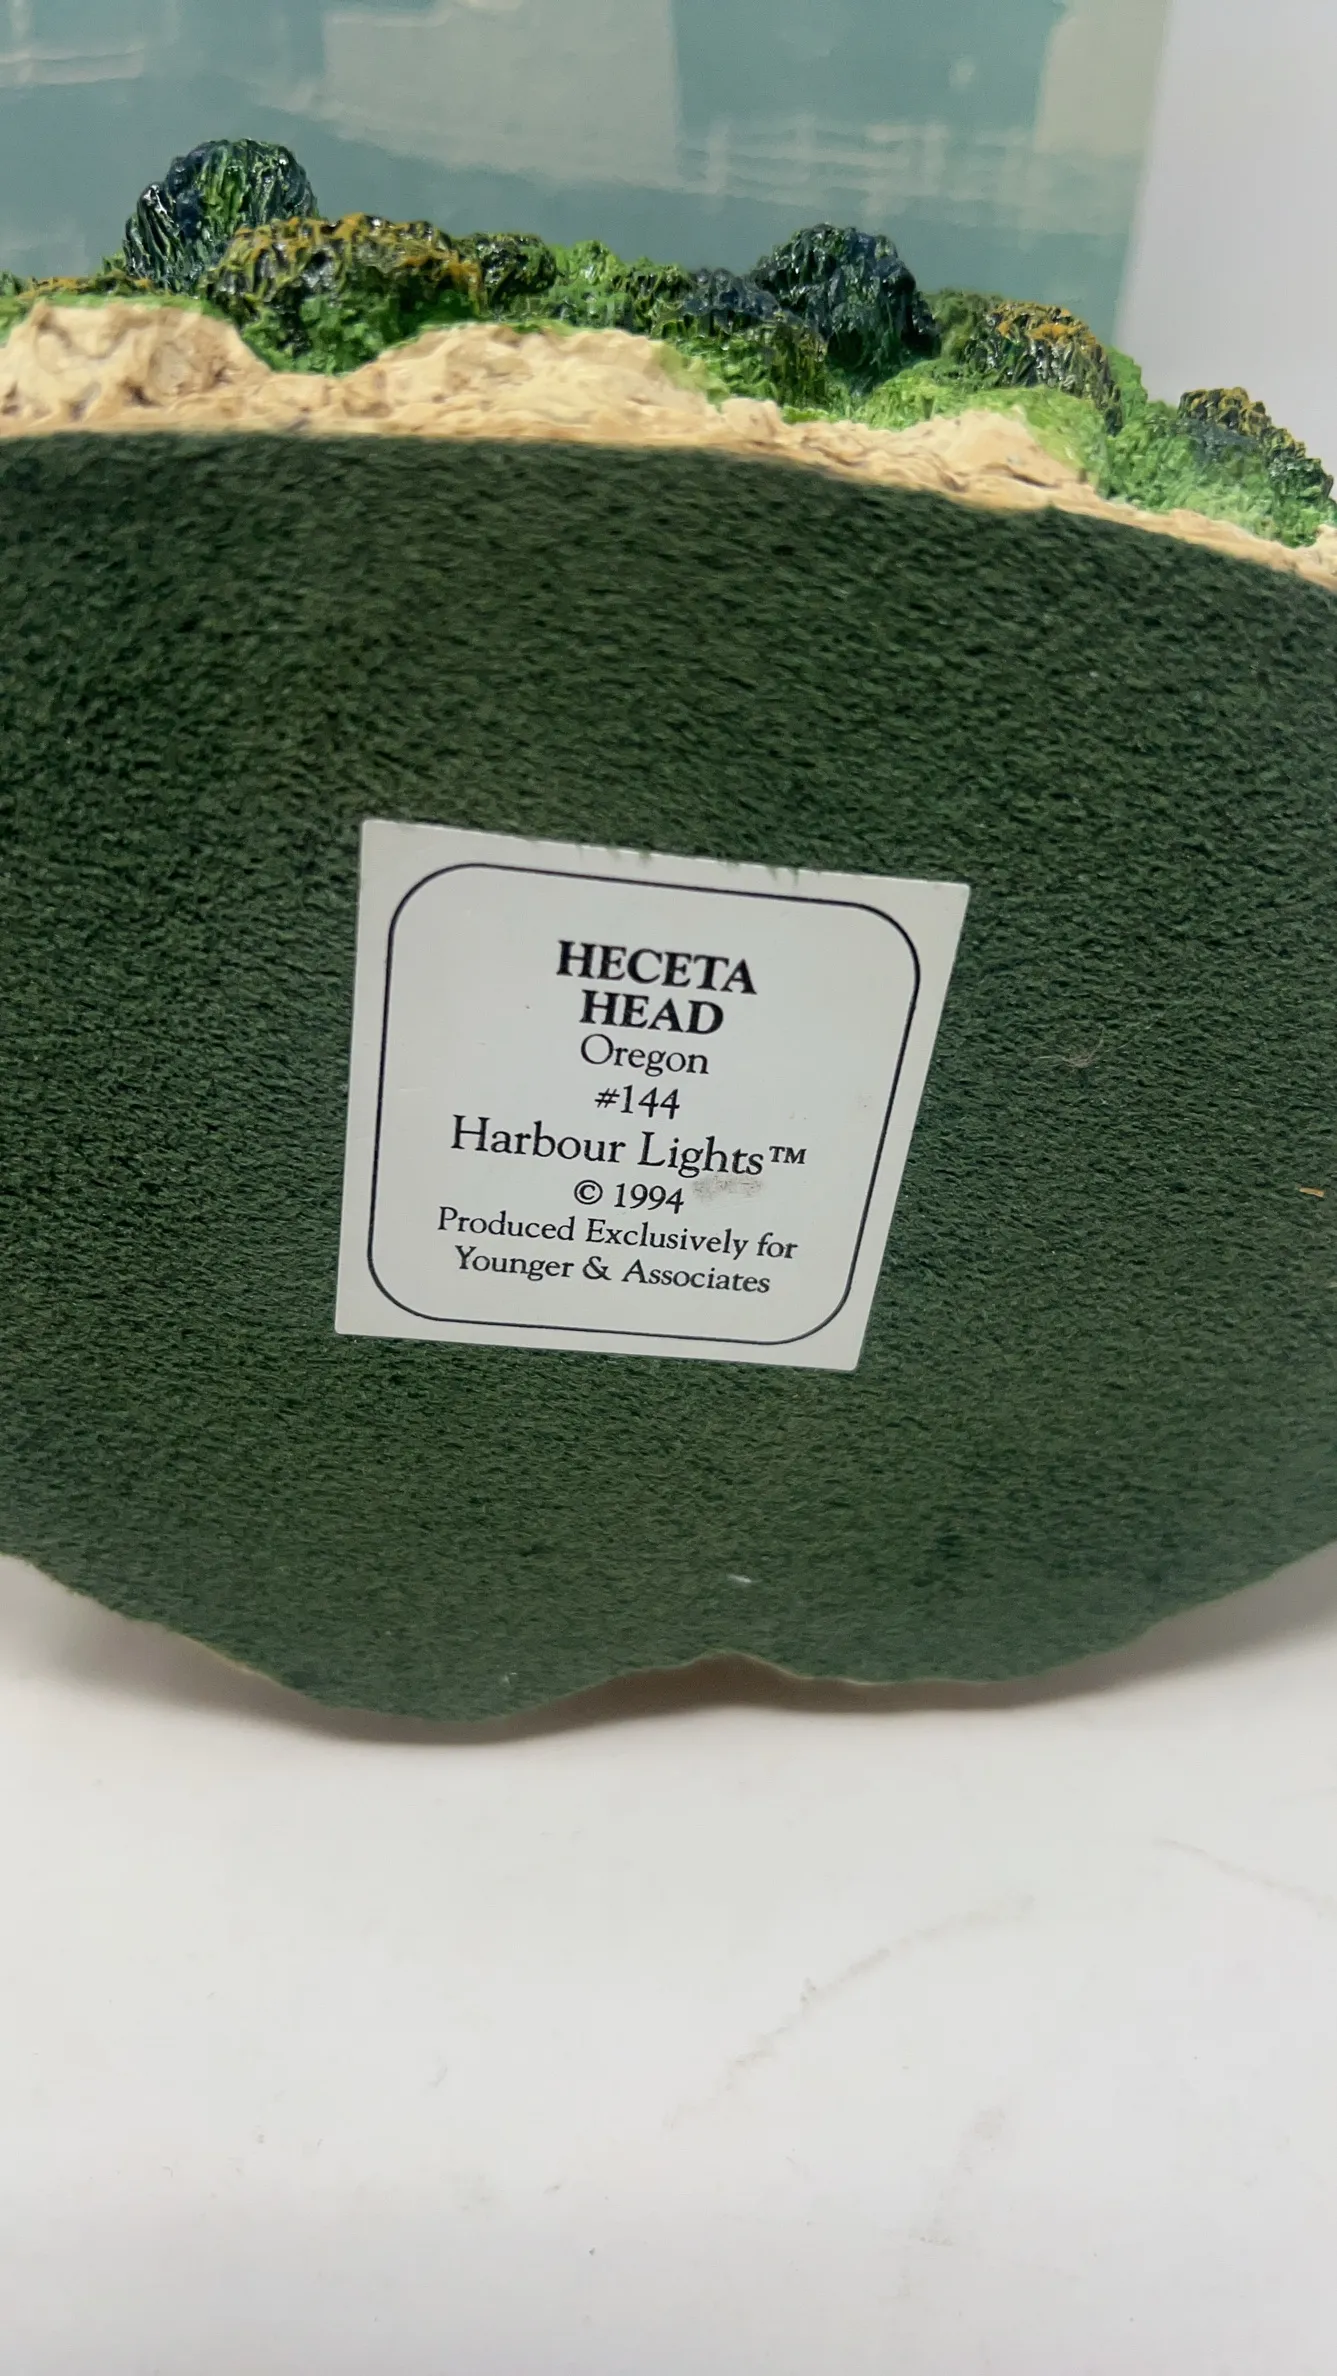 HECETA
HEAD
Oregon
#144
Harbour Lights™
© 1994
Produced Exclusively for
Younger & Associates